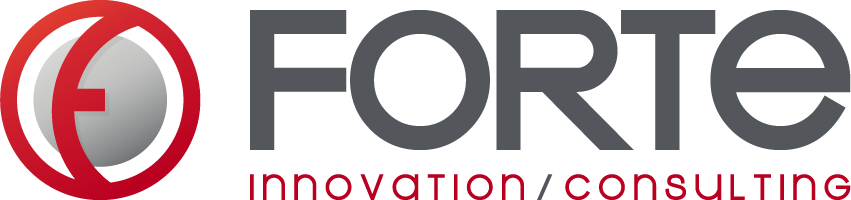 FORTe
INNOVATION / CONSULTING